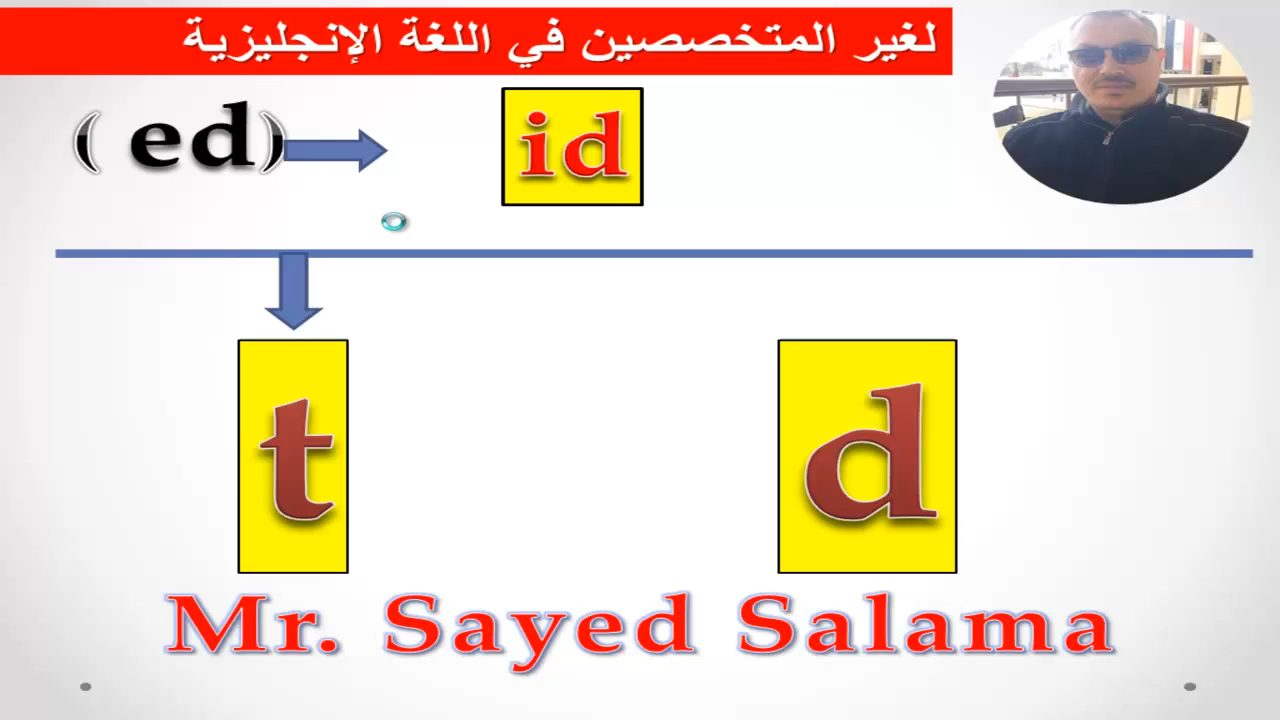 لغير المتخصصين في اللغة الإنجليزية
( ed)
id
t
d
Mr. Sayed Salama